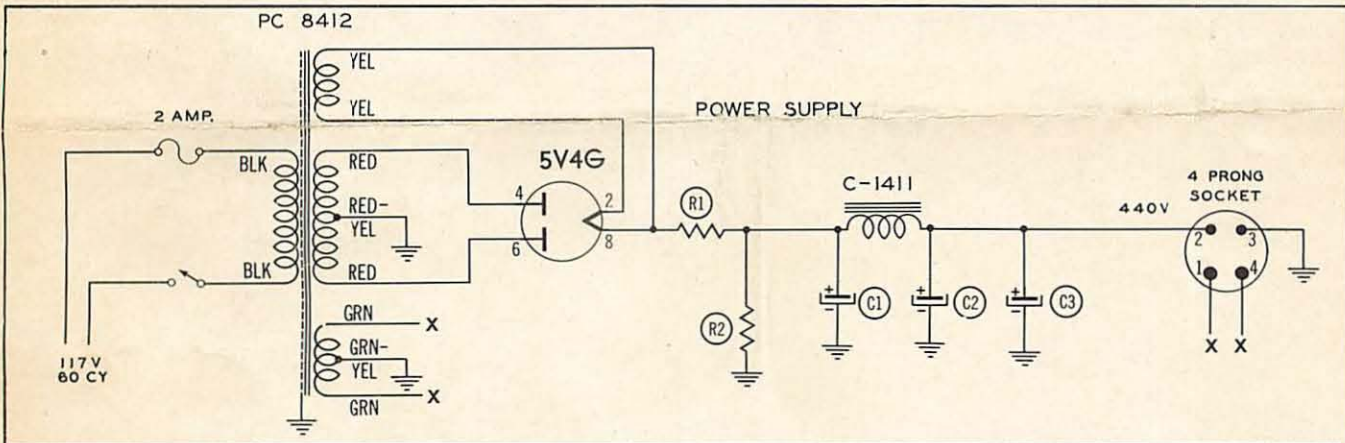 PC 8412
YEL
YEL
2 AMP.
POWER SUPPLY
BLK
RED
5V4G
4
2
RED-
YEL
6
8
BLK
RED
R1
C-1411
440V
4 PRONG
SOCKET
2
3
1
4
R2
+
C1
+
C2
+
C3
X X
117V
60 CY
GRN
X
GRN-
YEL
GRN
X